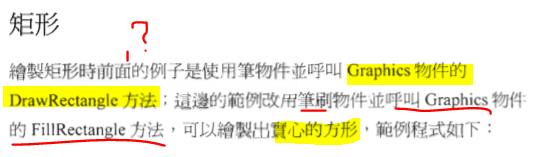 矩形
?
繪製矩形時前面的例子是使用筆物件並呼叫 Graphics 物件的
DrawRectangle 方法；這邊的範例改用筆刷物件並呼叫 Graphics 物件
的 FillRectangle 方法，可以繪製出實心的方形，範例程式如下：